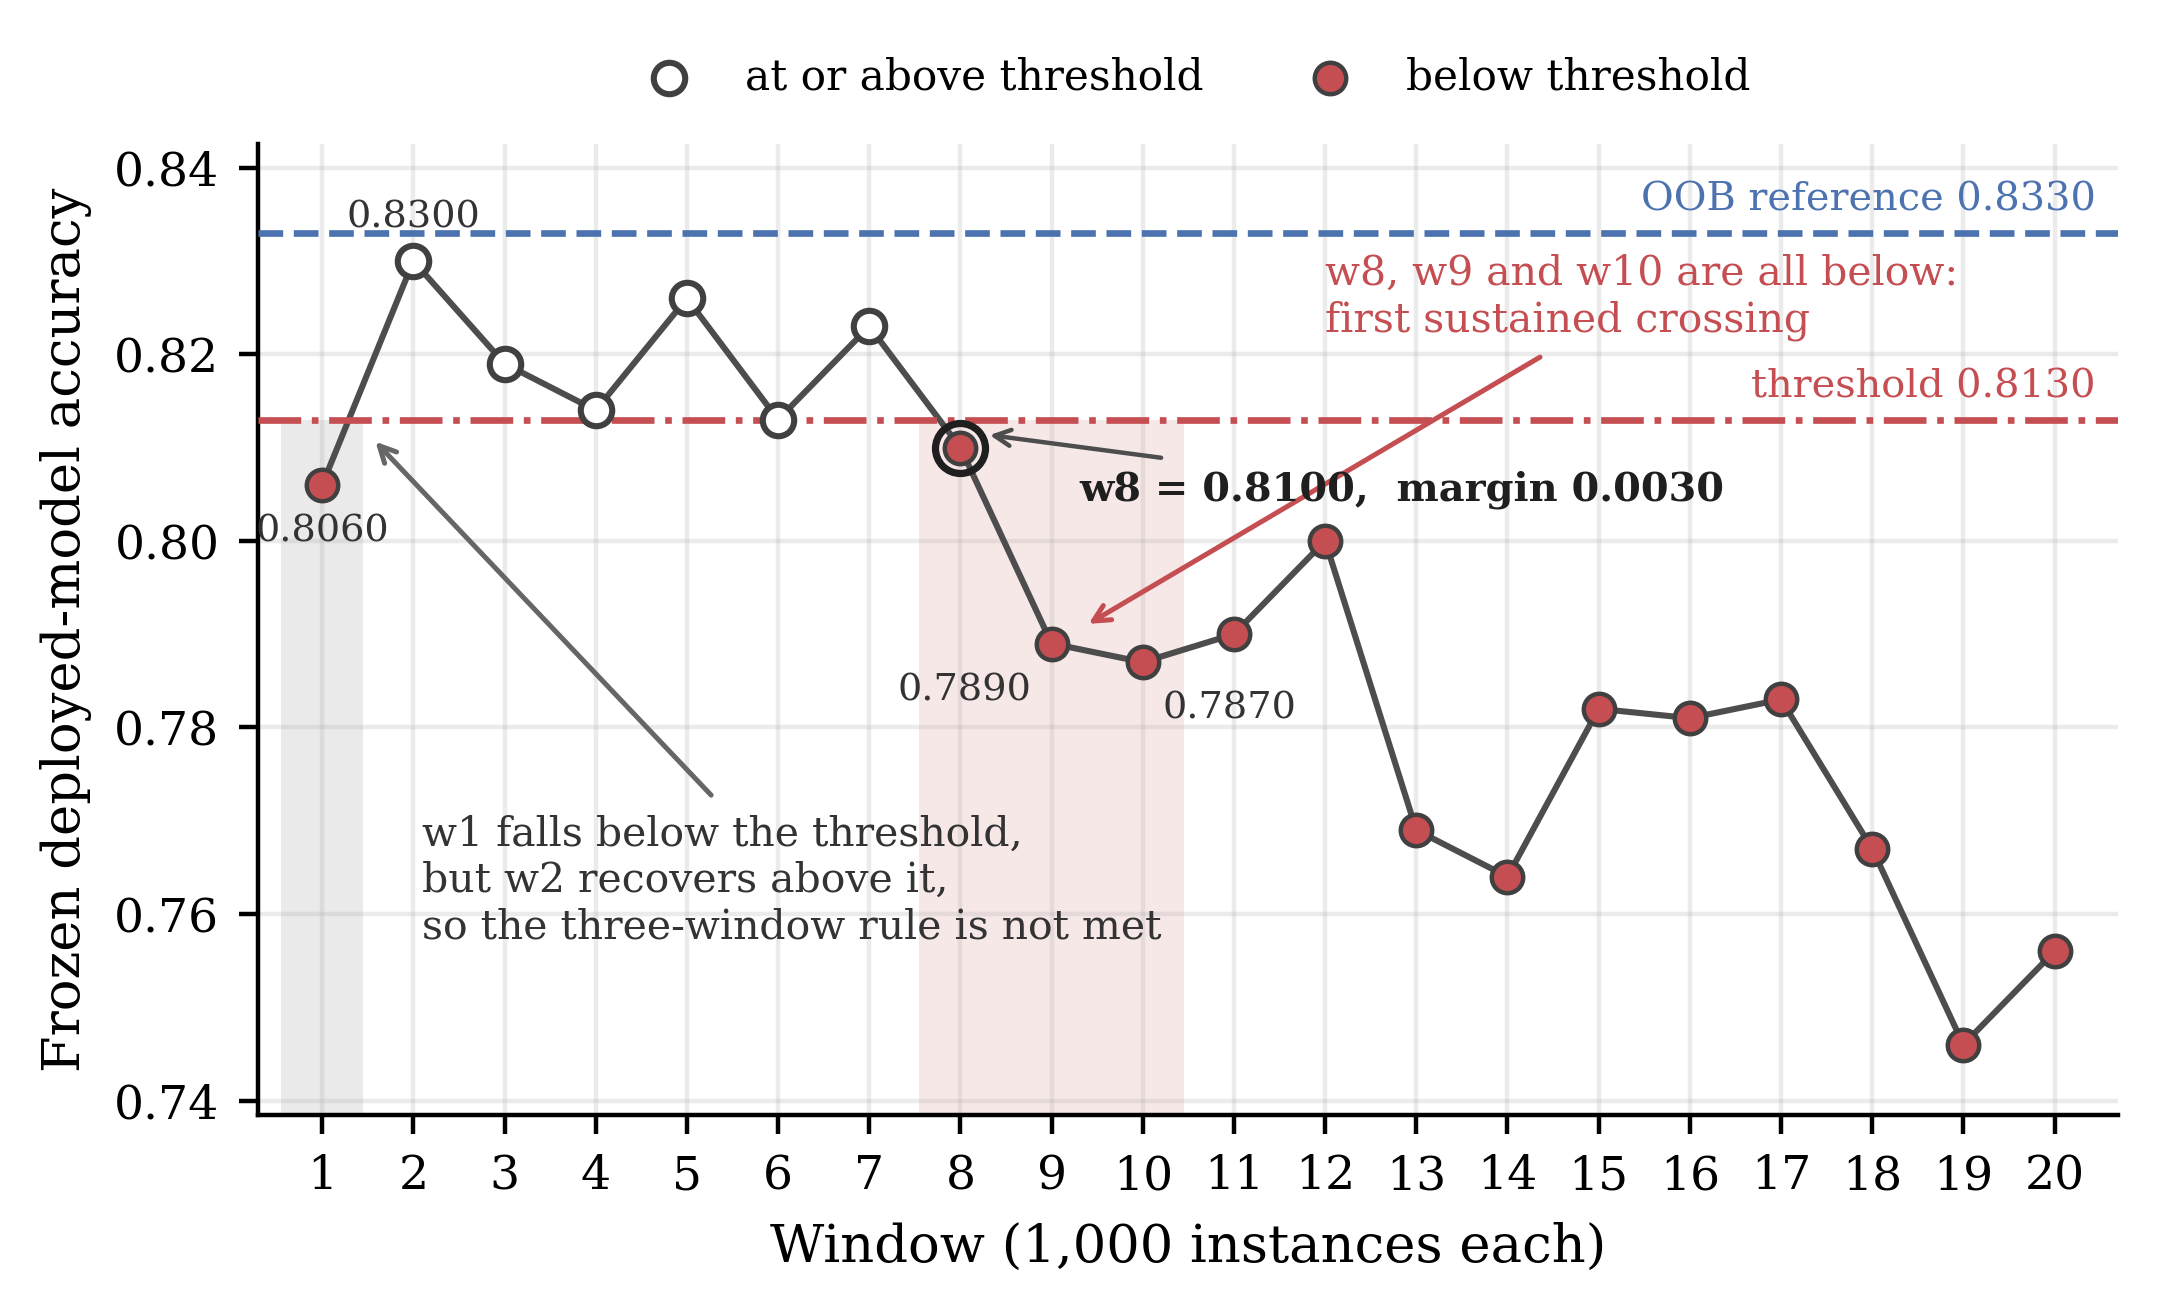 at or above threshold
below threshold
Frozen deployed-model accuracy
0.84
0.82
0.80
0.78
0.76
0.74
0.8300
OOB reference 0.8330
w8, w9 and w10 are all below:
first sustained crossing
threshold 0.8130
w8 = 0.8100,  margin 0.0030
0.8060
0.7890
0.7870
w1 falls below the threshold,
but w2 recovers above it,
so the three-window rule is not met
1 2 3 4 5 6 7 8 9 10 11 12 13 14 15 16 17 18 19 20
Window (1,000 instances each)